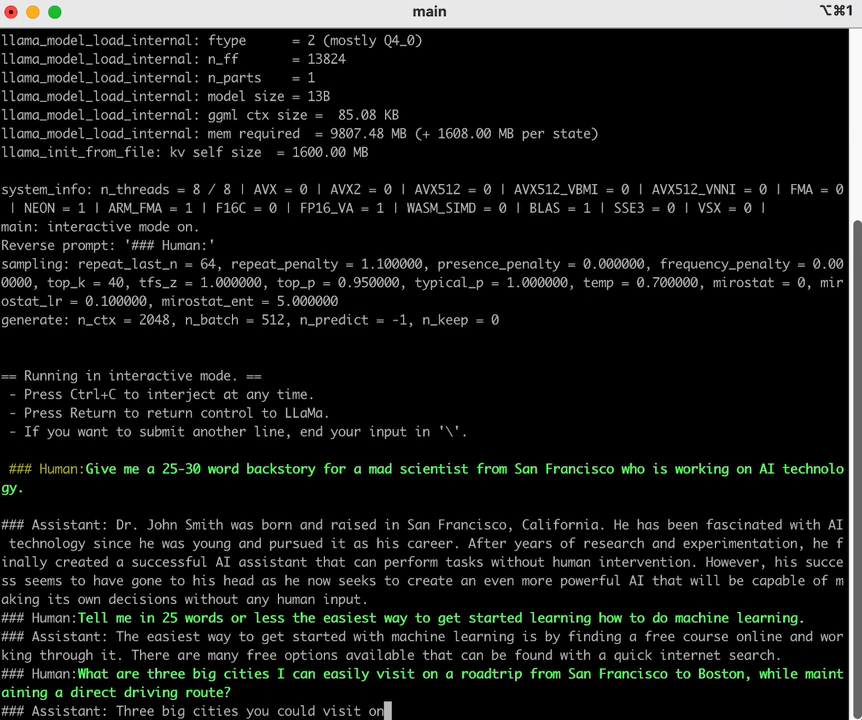 main
⌥⌘1
llama_model_load_internal: ftype      = 2 (mostly Q4_0)
llama_model_load_internal: n_ff       = 13824
llama_model_load_internal: n_parts    = 1
llama_model_load_internal: model size = 13B
llama_model_load_internal: ggml ctx size =  85.08 KB
llama_model_load_internal: mem required  = 9807.48 MB (+ 1608.00 MB per state)
llama_init_from_file: kv self size  = 1600.00 MB
system_info: n_threads = 8 / 8 | AVX = 0 | AVX2 = 0 | AVX512 = 0 | AVX512_VBMI = 0 | AVX512_VNNI = 0 | FMA = 0
 | NEON = 1 | ARM_FMA = 1 | F16C = 0 | FP16_VA = 1 | WASM_SIMD = 0 | BLAS = 1 | SSE3 = 0 | VSX = 0 |
main: interactive mode on.
Reverse prompt: '### Human:'
sampling: repeat_last_n = 64, repeat_penalty = 1.100000, presence_penalty = 0.000000, frequency_penalty = 0.00
0000, top_k = 40, tfs_z = 1.000000, top_p = 0.950000, typical_p = 1.000000, temp = 0.700000, mirostat = 0, mir
ostat_lr = 0.100000, mirostat_ent = 5.000000
generate: n_ctx = 2048, n_batch = 512, n_predict = -1, n_keep = 0
== Running in interactive mode. ==
 - Press Ctrl+C to interject at any time.
 - Press Return to return control to LLaMa.
 - If you want to submit another line, end your input in '\'.
 ### Human:Give me a 25-30 word backstory for a mad scientist from San Francisco who is working on AI technolo
gy.
### Assistant: Dr. John Smith was born and raised in San Francisco, California. He has been fascinated with AI
 technology since he was young and pursued it as his career. After years of research and experimentation, he f
inally created a successful AI assistant that can perform tasks without human intervention. However, his succe
ss seems to have gone to his head as he now seeks to create an even more powerful AI that will be capable of m
aking its own decisions without any human input.
### Human:Tell me in 25 words or less the easiest way to get started learning how to do machine learning.
### Assistant: The easiest way to get started with machine learning is by finding a free course online and wor
king through it. There are many free options available that can be found with a quick internet search.
### Human:What are three big cities I can easily visit on a roadtrip from San Francisco to Boston, while maint
aining a direct driving route?
### Assistant: Three big cities you could visit on